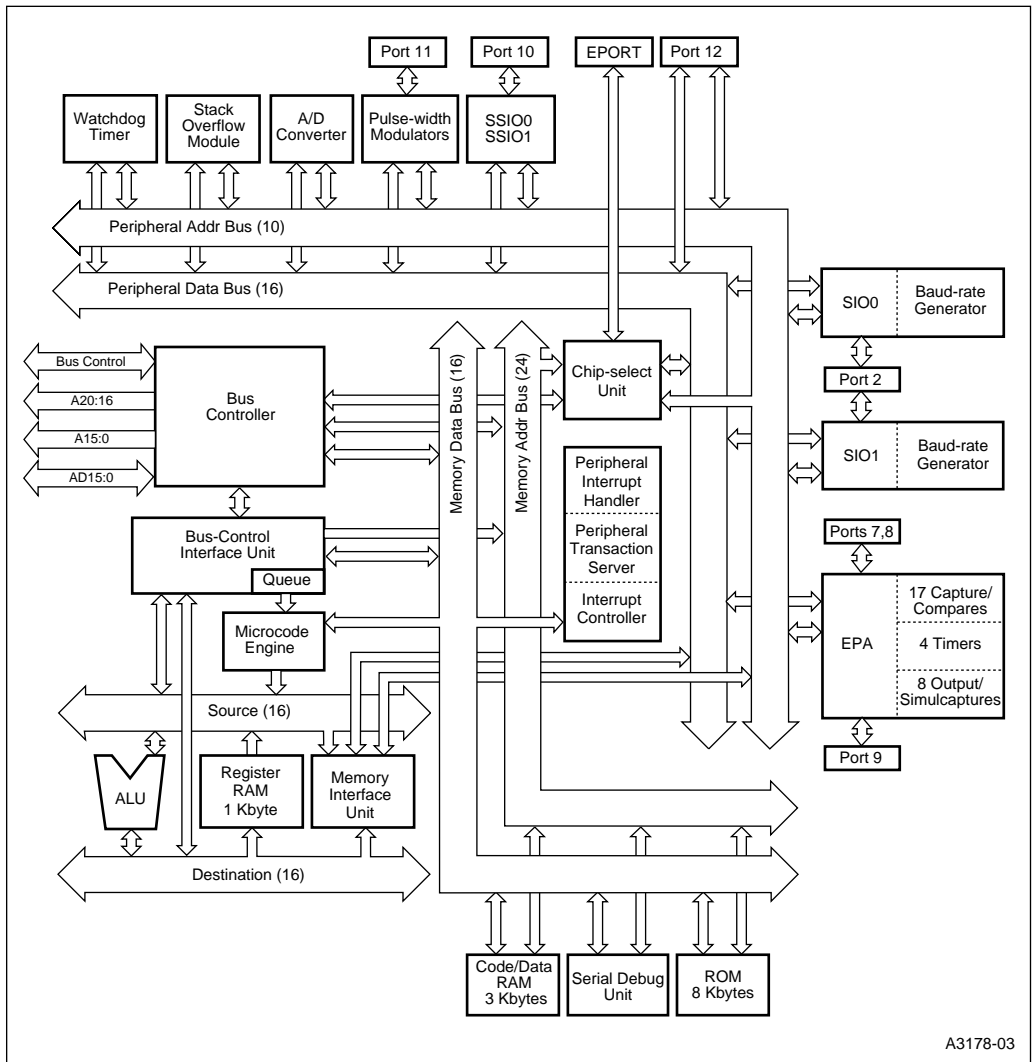 Port 11
Port 10
EPORT
Port 12
Watchdog
Timer
Stack
Overflow
Module
A/D
Converter
Pulse-width
Modulators
SSIO0
SSIO1
Peripheral Addr Bus (10)
Peripheral Data Bus (16)
SIO0
Baud-rate
Generator
Port 2
SIO1
Baud-rate
Generator
Bus Control
A20:16
A15:0
AD15:0
Bus
Controller
Memory Data Bus (16)
Memory Addr Bus (24)
Chip-select
Unit
Peripheral
Interrupt
Handler
Peripheral
Transaction
Server
Interrupt
Controller
Bus-Control
Interface Unit
Queue
Microcode
Engine
Ports 7,8
EPA
17 Capture/
Compares
4 Timers
8 Output/
Simulcaptures
Port 9
Source (16)
ALU
Register
RAM
1 Kbyte
Memory
Interface
Unit
Destination (16)
Code/Data
RAM
3 Kbytes
Serial Debug
Unit
ROM
8 Kbytes
A3178-03